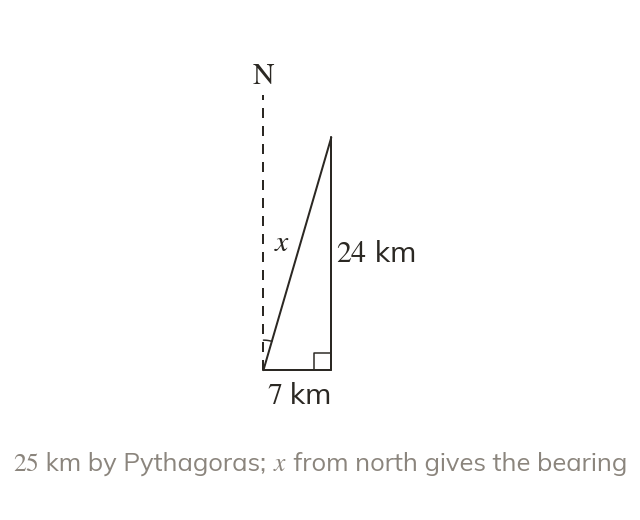 N
x
24 km
7 km
25 km by Pythagoras; x from north gives the bearing